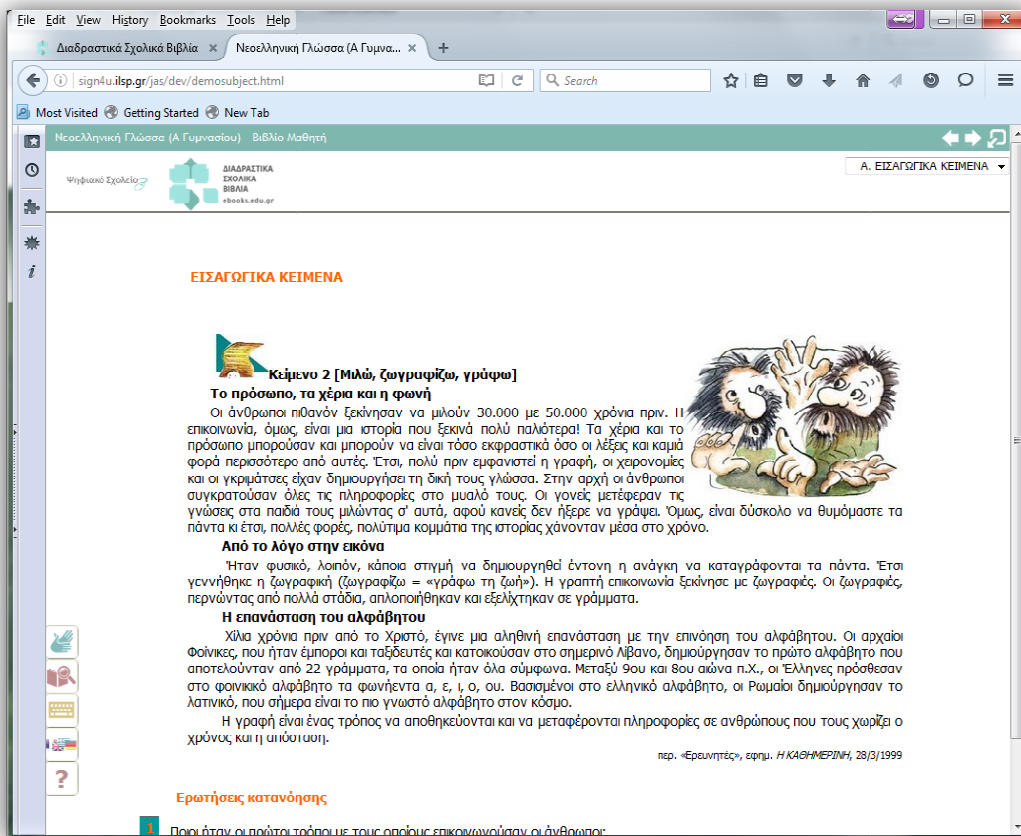 File Edit View History Bookmarks Tools Help
Διαδραστικά Σχολικά Βιβλία
Νεοελληνική Γλώσσα (Α Γυμνα...
sign4u.ilsp.gr/jas/dev/demosubject.html
Search
Most Visited Getting Started New Tab
Νεοελληνική Γλώσσα (Α Γυμνασίου) Βιβλίο Μαθητή
Ψηφιακό Σχολείο
ΔΙΑΔΡΑΣΤΙΚΑ
ΣΧΟΛΙΚΑ
ΒΙΒΛΙΑ
ebooks.edu.gr
Α. ΕΙΣΑΓΩΓΙΚΑ ΚΕΙΜΕΝΑ
ΕΙΣΑΓΩΓΙΚΑ ΚΕΙΜΕΝΑ
Κείμενο 2 [Μιλώ, ζωγραφίζω, γράφω]
Το πρόσωπο, τα χέρια και η φωνή
Οι άνθρωποι πιθανόν ξεκίνησαν να μιλούν 30.000 με 50.000 χρόνια πριν. Η
επικοινωνία, όμως, είναι μια ιστορία που ξεκινά πολύ παλιότερα! Τα χέρια και το
πρόσωπο μπορούσαν και μπορούν να είναι τόσο εκφραστικά όσο οι λέξεις και καμιά
φορά περισσότερο από αυτές. Έτσι, πολύ πριν εμφανιστεί η γραφή, οι χειρονομίες
και οι γκριμάτσες είχαν δημιουργήσει τη δική τους γλώσσα. Στην αρχή οι άνθρωποι
συγκρατούσαν όλες τις πληροφορίες στο μυαλό τους. Οι γονείς μετέφεραν τις
γνώσεις στα παιδιά τους μιλώντας σ' αυτά, αφού κανείς δεν ήξερε να γράψει. Όμως, είναι δύσκολο να θυμόμαστε τα
πάντα κι έτσι, πολλές φορές, πολύτιμα κομμάτια της ιστορίας χάνονταν μέσα στο χρόνο.
Από το λόγο στην εικόνα
Ήταν φυσικό, λοιπόν, κάποια στιγμή να δημιουργηθεί έντονη η ανάγκη να καταγράφονται τα πάντα. Έτσι
γεννήθηκε η ζωγραφική (ζωγραφίζω = «γράφω τη ζωή»). Η γραπτή επικοινωνία ξεκίνησε με ζωγραφιές. Οι ζωγραφιές,
περνώντας από πολλά στάδια, απλοποιήθηκαν και εξελίχτηκαν σε γράμματα.
Η επανάσταση του αλφάβητου
Χίλια χρόνια πριν από το Χριστό, έγινε μια αληθινή επανάσταση με την επινόηση του αλφάβητου. Οι αρχαίοι
Φοίνικες, που ήταν έμποροι και ταξιδευτές και κατοικούσαν στο σημερινό Λίβανο, δημιούργησαν το πρώτο αλφάβητο που
αποτελούνταν από 22 γράμματα, τα οποία ήταν όλα σύμφωνα. Μεταξύ 9ου και 8ου αιώνα π.Χ., οι Έλληνες πρόσθεσαν
στο φοινικικό αλφάβητο τα φωνήεντα α, ε, ι, ο, ου. Βασισμένοι στο ελληνικό αλφάβητο, οι Ρωμαίοι δημιούργησαν το
λατινικό, που σήμερα είναι το πιο γνωστό αλφάβητο στον κόσμο.
Η γραφή είναι ένας τρόπος να αποθηκεύονται και να μεταφέρονται πληροφορίες σε ανθρώπους που τους χωρίζει ο
χρόνος και η απόσταση.
περ. «Ερευνητές», εφημ. Η ΚΑΘΗΜΕΡΙΝΗ, 28/3/1999
Ερωτήσεις κατανόησης
1 Ποιοι ήταν οι πρώτοι τρόποι με τους οποίους επικοινωνούσαν οι άνθρωποι;